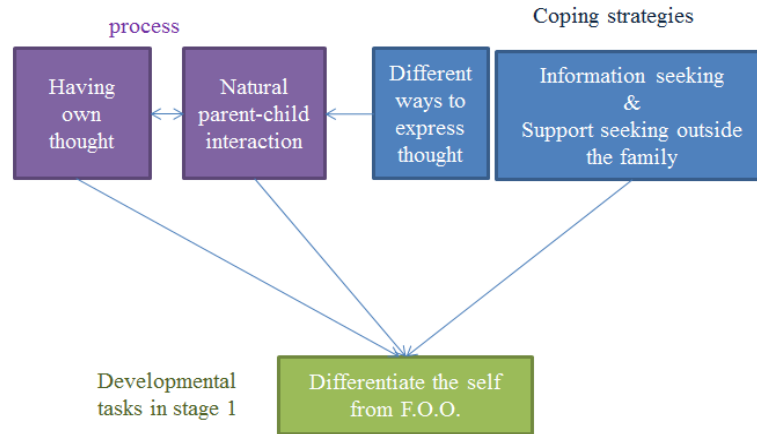 Coping strategies
process
Having
own
thought
Natural
parent-child
interaction
Different
ways to
express
thought
Information seeking
&
Support seeking outside
the family
Developmental
tasks in stage 1
Differentiate the self
from F.O.O.